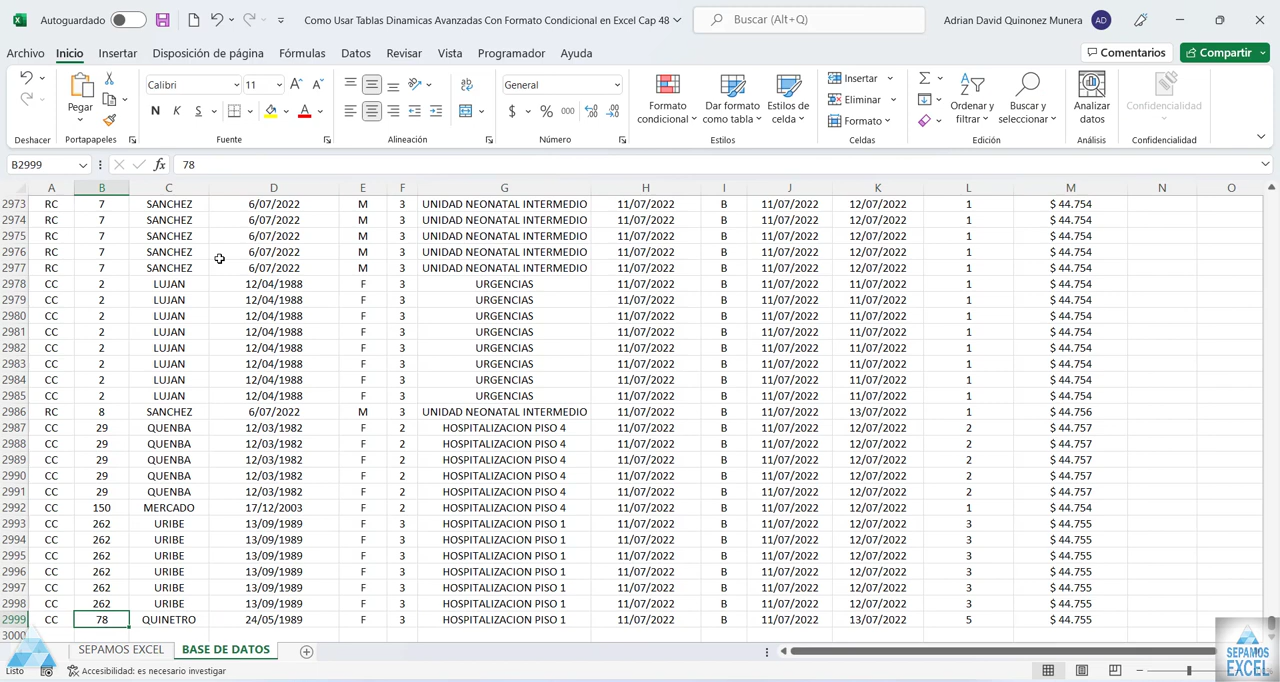 Autoguardado Como Usar Tablas Dinamicas Avanzadas Con Formato Condicional en Excel Cap 48 Buscar (Alt+Q) Adrian David Quinonez Munera AD
Archivo Inicio Insertar Disposición de página Fórmulas Datos Revisar Vista Programador Ayuda Comentarios Compartir
Pegar Calibri 11 N K S General $ % 000 Formato condicional Dar formato como tabla Estilos de celda Insertar Eliminar Formato Ordenar y filtrar Buscar y seleccionar Analizar datos Confidencialidad
Deshacer Portapapeles Fuente Alineación Número Estilos Celdas Edición Análisis Confidencialidad
B2999 fx 78
A B C D E F G H I J K L M N O
2973 RC 7 SANCHEZ 6/07/2022 M 3 UNIDAD NEONATAL INTERMEDIO 11/07/2022 B 11/07/2022 12/07/2022 1 $ 44.754
2974 RC 7 SANCHEZ 6/07/2022 M 3 UNIDAD NEONATAL INTERMEDIO 11/07/2022 B 11/07/2022 12/07/2022 1 $ 44.754
2975 RC 7 SANCHEZ 6/07/2022 M 3 UNIDAD NEONATAL INTERMEDIO 11/07/2022 B 11/07/2022 12/07/2022 1 $ 44.754
2976 RC 7 SANCHEZ 6/07/2022 M 3 UNIDAD NEONATAL INTERMEDIO 11/07/2022 B 11/07/2022 12/07/2022 1 $ 44.754
2977 RC 7 SANCHEZ 6/07/2022 M 3 UNIDAD NEONATAL INTERMEDIO 11/07/2022 B 11/07/2022 12/07/2022 1 $ 44.754
2978 CC 2 LUJAN 12/04/1988 F 3 URGENCIAS 11/07/2022 B 11/07/2022 11/07/2022 1 $ 44.754
2979 CC 2 LUJAN 12/04/1988 F 3 URGENCIAS 11/07/2022 B 11/07/2022 11/07/2022 1 $ 44.754
2980 CC 2 LUJAN 12/04/1988 F 3 URGENCIAS 11/07/2022 B 11/07/2022 11/07/2022 1 $ 44.754
2981 CC 2 LUJAN 12/04/1988 F 3 URGENCIAS 11/07/2022 B 11/07/2022 11/07/2022 1 $ 44.754
2982 CC 2 LUJAN 12/04/1988 F 3 URGENCIAS 11/07/2022 B 11/07/2022 11/07/2022 1 $ 44.754
2983 CC 2 LUJAN 12/04/1988 F 3 URGENCIAS 11/07/2022 B 11/07/2022 11/07/2022 1 $ 44.754
2984 CC 2 LUJAN 12/04/1988 F 3 URGENCIAS 11/07/2022 B 11/07/2022 11/07/2022 1 $ 44.754
2985 CC 2 LUJAN 12/04/1988 F 3 URGENCIAS 11/07/2022 B 11/07/2022 11/07/2022 1 $ 44.754
2986 RC 8 SANCHEZ 6/07/2022 M 3 UNIDAD NEONATAL INTERMEDIO 11/07/2022 B 11/07/2022 13/07/2022 1 $ 44.756
2987 CC 29 QUENBA 12/03/1982 F 2 HOSPITALIZACION PISO 4 11/07/2022 B 11/07/2022 12/07/2022 2 $ 44.757
2988 CC 29 QUENBA 12/03/1982 F 2 HOSPITALIZACION PISO 4 11/07/2022 B 11/07/2022 12/07/2022 2 $ 44.757
2989 CC 29 QUENBA 12/03/1982 F 2 HOSPITALIZACION PISO 4 11/07/2022 B 11/07/2022 12/07/2022 2 $ 44.757
2990 CC 29 QUENBA 12/03/1982 F 2 HOSPITALIZACION PISO 4 11/07/2022 B 11/07/2022 12/07/2022 2 $ 44.757
2991 CC 29 QUENBA 12/03/1982 F 2 HOSPITALIZACION PISO 4 11/07/2022 B 11/07/2022 12/07/2022 2 $ 44.757
2992 CC 150 MERCADO 17/12/2003 F 2 HOSPITALIZACION PISO 4 11/07/2022 B 11/07/2022 12/07/2022 1 $ 44.754
2993 CC 262 URIBE 13/09/1989 F 3 HOSPITALIZACION PISO 1 11/07/2022 B 11/07/2022 12/07/2022 3 $ 44.755
2994 CC 262 URIBE 13/09/1989 F 3 HOSPITALIZACION PISO 1 11/07/2022 B 11/07/2022 12/07/2022 3 $ 44.755
2995 CC 262 URIBE 13/09/1989 F 3 HOSPITALIZACION PISO 1 11/07/2022 B 11/07/2022 12/07/2022 3 $ 44.755
2996 CC 262 URIBE 13/09/1989 F 3 HOSPITALIZACION PISO 1 11/07/2022 B 11/07/2022 12/07/2022 3 $ 44.755
2997 CC 262 URIBE 13/09/1989 F 3 HOSPITALIZACION PISO 1 11/07/2022 B 11/07/2022 12/07/2022 3 $ 44.755
2998 CC 262 URIBE 13/09/1989 F 3 HOSPITALIZACION PISO 1 11/07/2022 B 11/07/2022 12/07/2022 3 $ 44.755
2999 CC 78 QUINETRO 24/05/1989 F 3 HOSPITALIZACION PISO 1 11/07/2022 B 11/07/2022 13/07/2022 5 $ 44.755
3000
SEPAMOS EXCEL BASE DE DATOS
Listo Accesibilidad: es necesario investigar
SEPAMOS
EXCEL